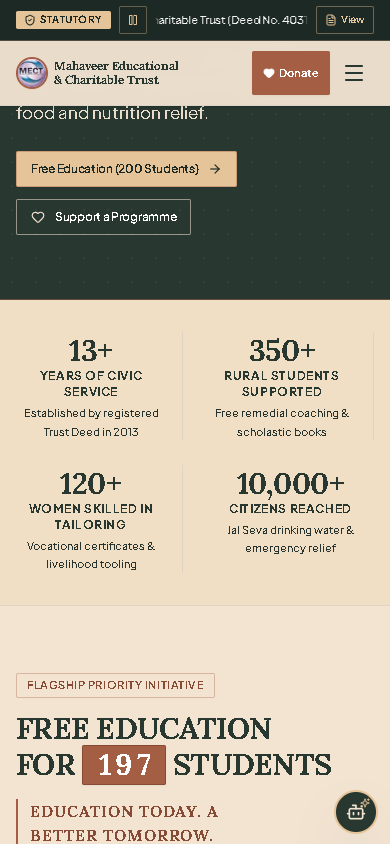 STATUTORY
haritable Trust (Deed No. 4031
View
MECT
Mahaveer Educational
& Charitable Trust
Donate
food and nutrition relief.
Free Education (200 Students)
Support a Programme
13+
YEARS OF CIVIC
SERVICE
Established by registered
Trust Deed in 2013
350+
RURAL STUDENTS
SUPPORTED
Free remedial coaching &
scholastic books
120+
WOMEN SKILLED IN
TAILORING
Vocational certificates &
livelihood tooling
10,000+
CITIZENS REACHED
Jal Seva drinking water &
emergency relief
FLAGSHIP PRIORITY INITIATIVE
FREE EDUCATION
FOR 197 STUDENTS
EDUCATION TODAY. A
BETTER TOMORROW.